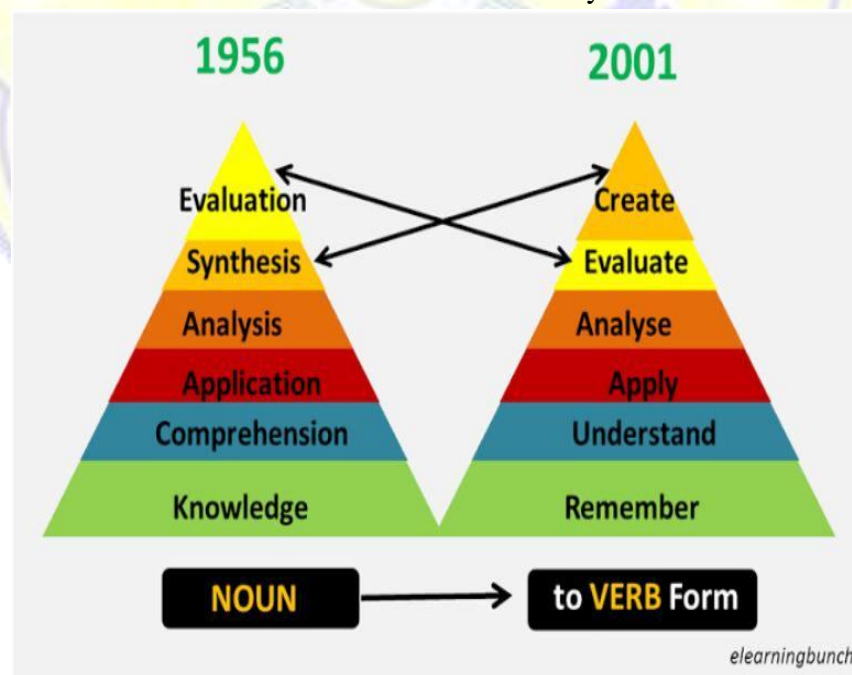 1956
Evaluation
Synthesis
Analysis
Application
Comprehension
Knowledge
2001
Create
Evaluate
Analyse
Apply
Understand
Remember
NOUN
to VERB Form
elearningbunch